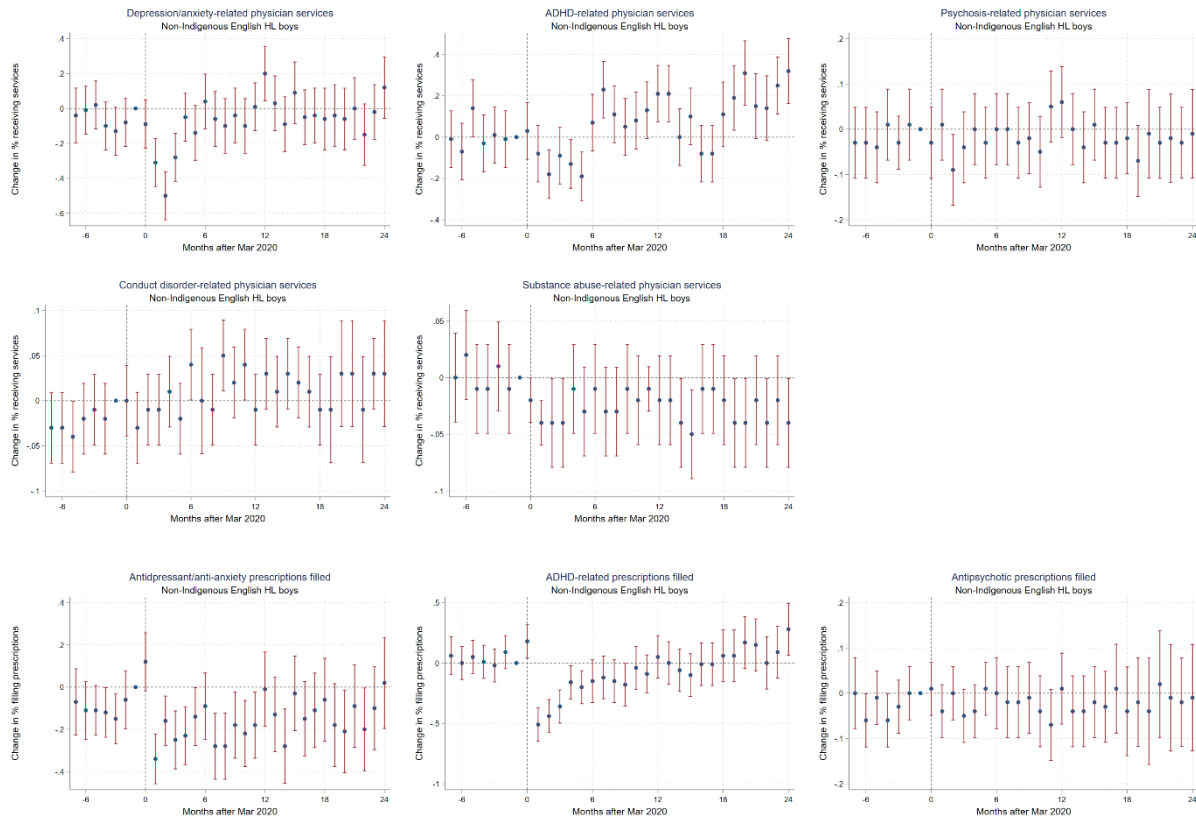 Depression/anxiety-related physician services
Non-Indigenous English HL boys
Change in % receiving services
.4
.2
0
-.2
-.4
-.6
-6
0
6
12
18
24
Months after Mar 2020
ADHD-related physician services
Non-Indigenous English HL boys
Change in % receiving services
.4
.2
0
-.2
-.4
-6
0
6
12
18
24
Months after Mar 2020
Psychosis-related physician services
Non-Indigenous English HL boys
Change in % receiving services
.2
.1
0
-.1
-.2
-6
0
6
12
18
24
Months after Mar 2020
Conduct disorder-related physician services
Non-Indigenous English HL boys
Change in % receiving services
.1
.05
0
-.05
-.1
-6
0
6
12
18
24
Months after Mar 2020
Substance abuse-related physician services
Non-Indigenous English HL boys
Change in % receiving services
.05
0
-.05
-.1
-6
0
6
12
18
24
Months after Mar 2020
Antidpressant/anti-anxiety prescriptions filled
Non-Indigenous English HL boys
Change in % filling prescriptions
.4
.2
0
-.2
-.4
-6
0
6
12
18
24
Months after Mar 2020
ADHD-related prescriptions filled
Non-Indigenous English HL boys
Change in % filling prescriptions
.5
0
-.5
-1
-6
0
6
12
18
24
Months after Mar 2020
Antipsychotic prescriptions filled
Non-Indigenous English HL boys
Change in % filling prescriptions
.2
.1
0
-.1
-.2
-6
0
6
12
18
24
Months after Mar 2020